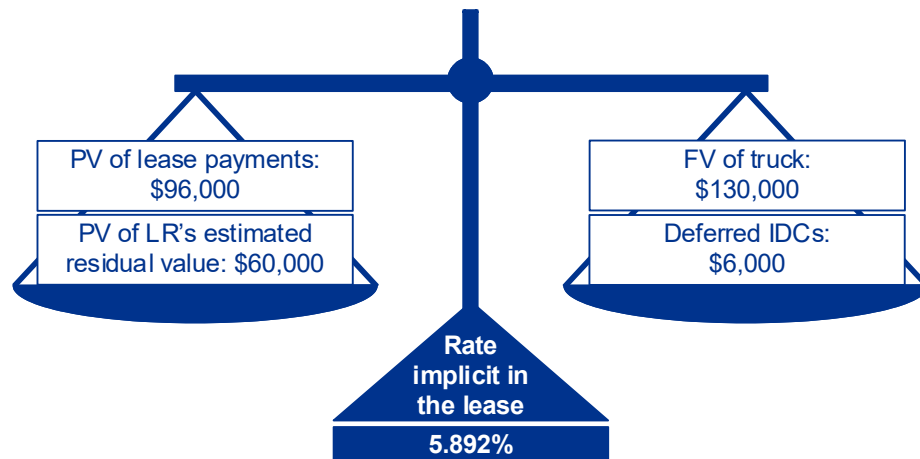 PV of lease payments:
$96,000
PV of LR's estimated
residual value: $60,000
FV of truck:
$130,000
Deferred IDCs:
$6,000
Rate
implicit in
the lease
5.892%